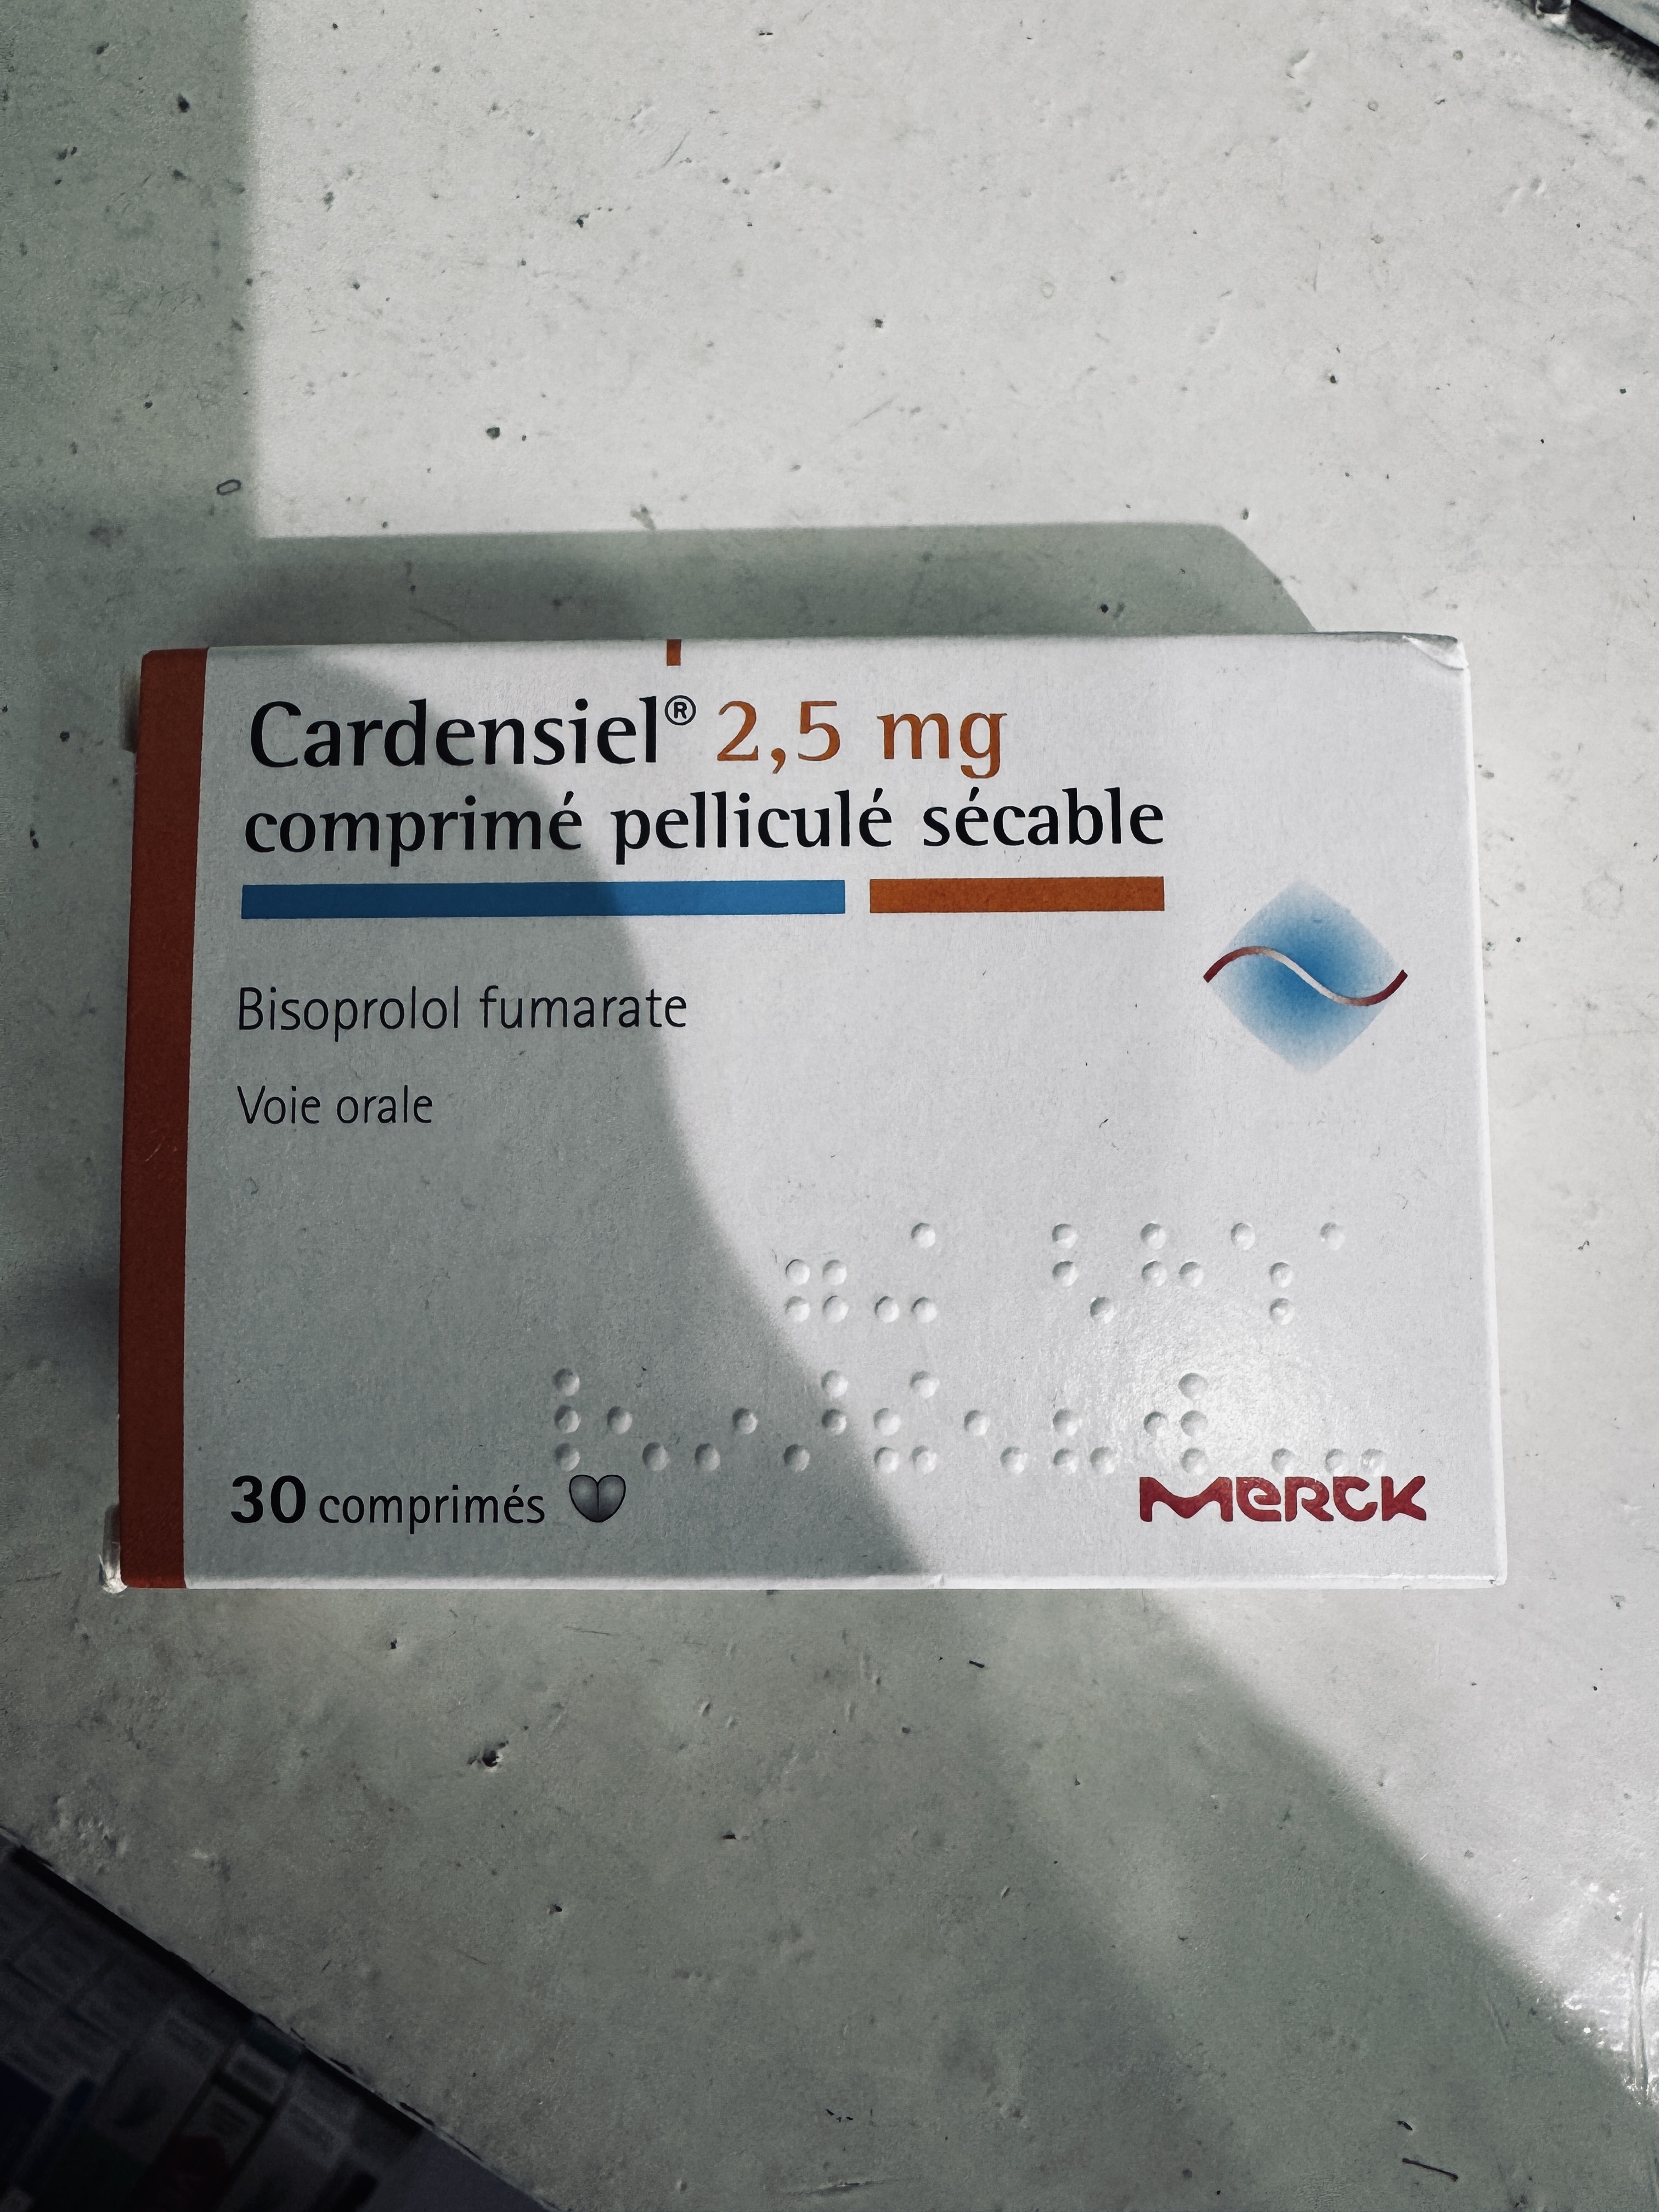 Cardensiel® 2,5 mg
comprimé pelliculé sécable
Bisoprolol fumarate
Voie orale
30 comprimés
MERCK